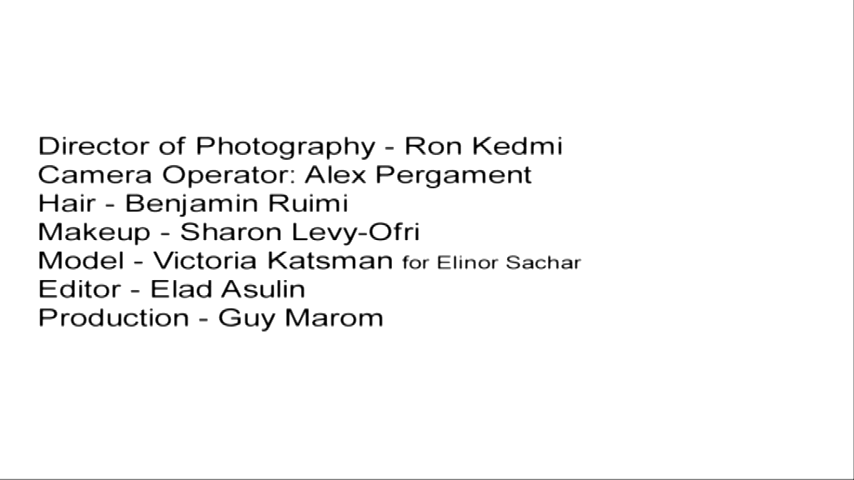 Director of Photography - Ron Kedmi
Camera Operator: Alex Pergament
Hair - Benjamin Ruimi
Makeup - Sharon Levy-Ofri
Model - Victoria Katsman for Elinor Sachar
Editor - Elad Asulin
Production - Guy Marom